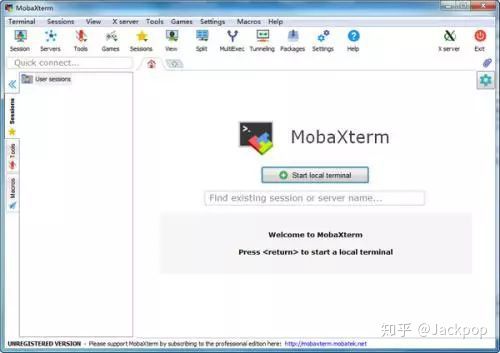 MobaXterm
Terminal Sessions View X server Tools Games Settings Macros Help
Session Servers Tools Games Sessions View Split MultiExec Tunneling Packages Settings Help X server Exit
Quick connect...
User sessions
Sessions
Tools
Macros
>_
MobaXterm
Start local terminal
Find existing session or server name...
Welcome to MobaXterm
Press <return> to start a local terminal
知乎 @Jackpop
UNREGISTERED VERSION - Please support MobaXterm by subscribing to the professional edition here: http://mobaxterm.mobatek.net